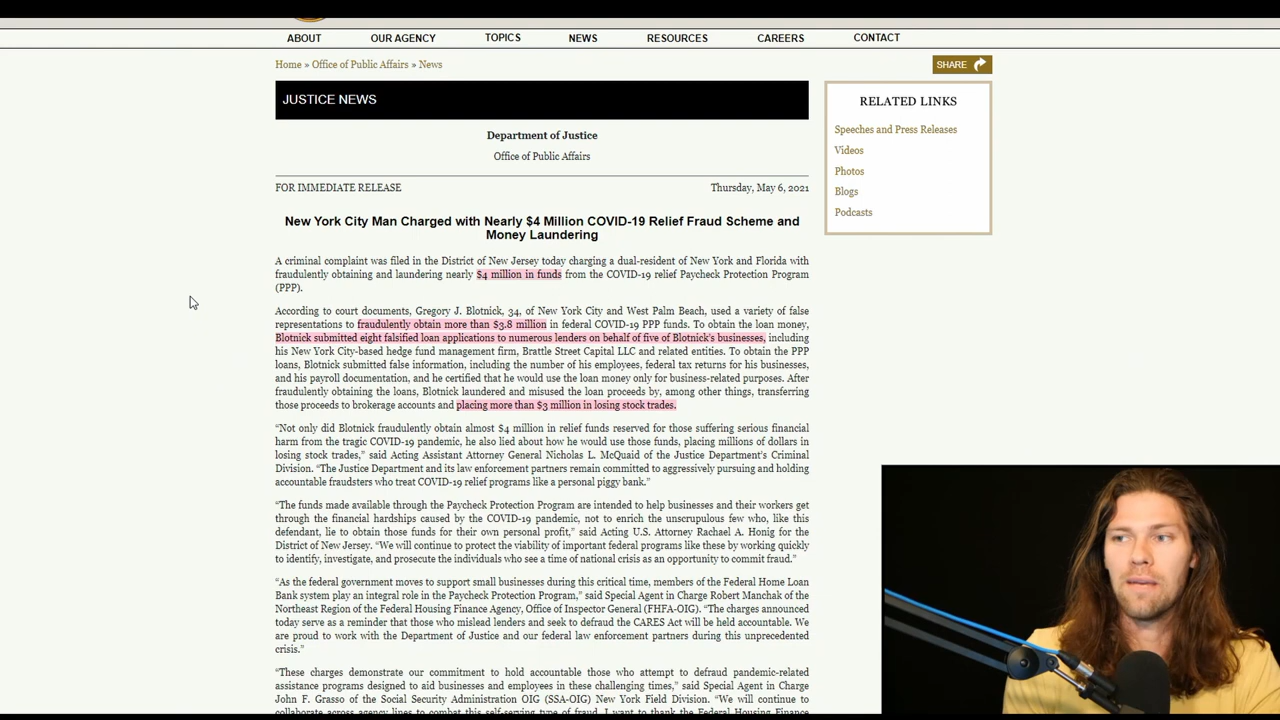 ABOUT OUR AGENCY TOPICS NEWS RESOURCES CAREERS CONTACT
Home » Office of Public Affairs » News
SHARE
JUSTICE NEWS
Department of Justice
Office of Public Affairs
FOR IMMEDIATE RELEASE Thursday, May 6, 2021
New York City Man Charged with Nearly $4 Million COVID-19 Relief Fraud Scheme and
Money Laundering
A criminal complaint was filed in the District of New Jersey today charging a dual-resident of New York and Florida with
fraudulently obtaining and laundering nearly $4 million in funds from the COVID-19 relief Paycheck Protection Program
(PPP).
According to court documents, Gregory J. Blotnick, 34, of New York City and West Palm Beach, used a variety of false
representations to fraudulently obtain more than $3.8 million in federal COVID-19 PPP funds. To obtain the loan money,
Blotnick submitted eight falsified loan applications to numerous lenders on behalf of five of Blotnick's businesses, including
his New York City-based hedge fund management firm, Brattle Street Capital LLC and related entities. To obtain the PPP
loans, Blotnick submitted false information, including the number of his employees, federal tax returns for his businesses,
and his payroll documentation, and he certified that he would use the loan money only for business-related purposes. After
fraudulently obtaining the loans, Blotnick laundered and misused the loan proceeds by, among other things, transferring
those proceeds to brokerage accounts and placing more than $3 million in losing stock trades.
“Not only did Blotnick fraudulently obtain almost $4 million in relief funds reserved for those suffering serious financial
harm from the tragic COVID-19 pandemic, he also lied about how he would use those funds, placing millions of dollars in
losing stock trades,” said Acting Assistant Attorney General Nicholas L. McQuaid of the Justice Department's Criminal
Division. “The Justice Department and its law enforcement partners remain committed to aggressively pursuing and holding
accountable fraudsters who treat COVID-19 relief programs like a personal piggy bank.”
“The funds made available through the Paycheck Protection Program are intended to help businesses and their workers get
through the financial hardships caused by the COVID-19 pandemic, not to enrich the unscrupulous few who, like this
defendant, lie to obtain those funds for their own personal profit,” said Acting U.S. Attorney Rachael A. Honig for the
District of New Jersey. “We will continue to protect the viability of important federal programs like these by working quickly
to identify, investigate, and prosecute the individuals who see a time of national crisis as an opportunity to commit fraud.”
“As the federal government moves to support small businesses during this critical time, members of the Federal Home Loan
Bank system play an integral role in the Paycheck Protection Program,” said Special Agent in Charge Robert Manchak of the
Northeast Region of the Federal Housing Finance Agency, Office of Inspector General (FHFA-OIG). “The charges announced
today serve as a reminder that those who mislead lenders and seek to defraud the CARES Act will be held accountable. We
are proud to work with the Department of Justice and our federal law enforcement partners during this unprecedented
crisis.”
“These charges demonstrate our commitment to hold accountable those who attempt to defraud pandemic-related
assistance programs designed to aid businesses and employees in these challenging times,” said Special Agent in Charge
John F. Grasso of the Social Security Administration OIG (SSA-OIG) New York Field Division. “We will continue to
collaborate across agency lines to combat this self-serving type of fraud. I want to thank the Federal Housing Finance
RELATED LINKS
Speeches and Press Releases
Videos
Photos
Blogs
Podcasts